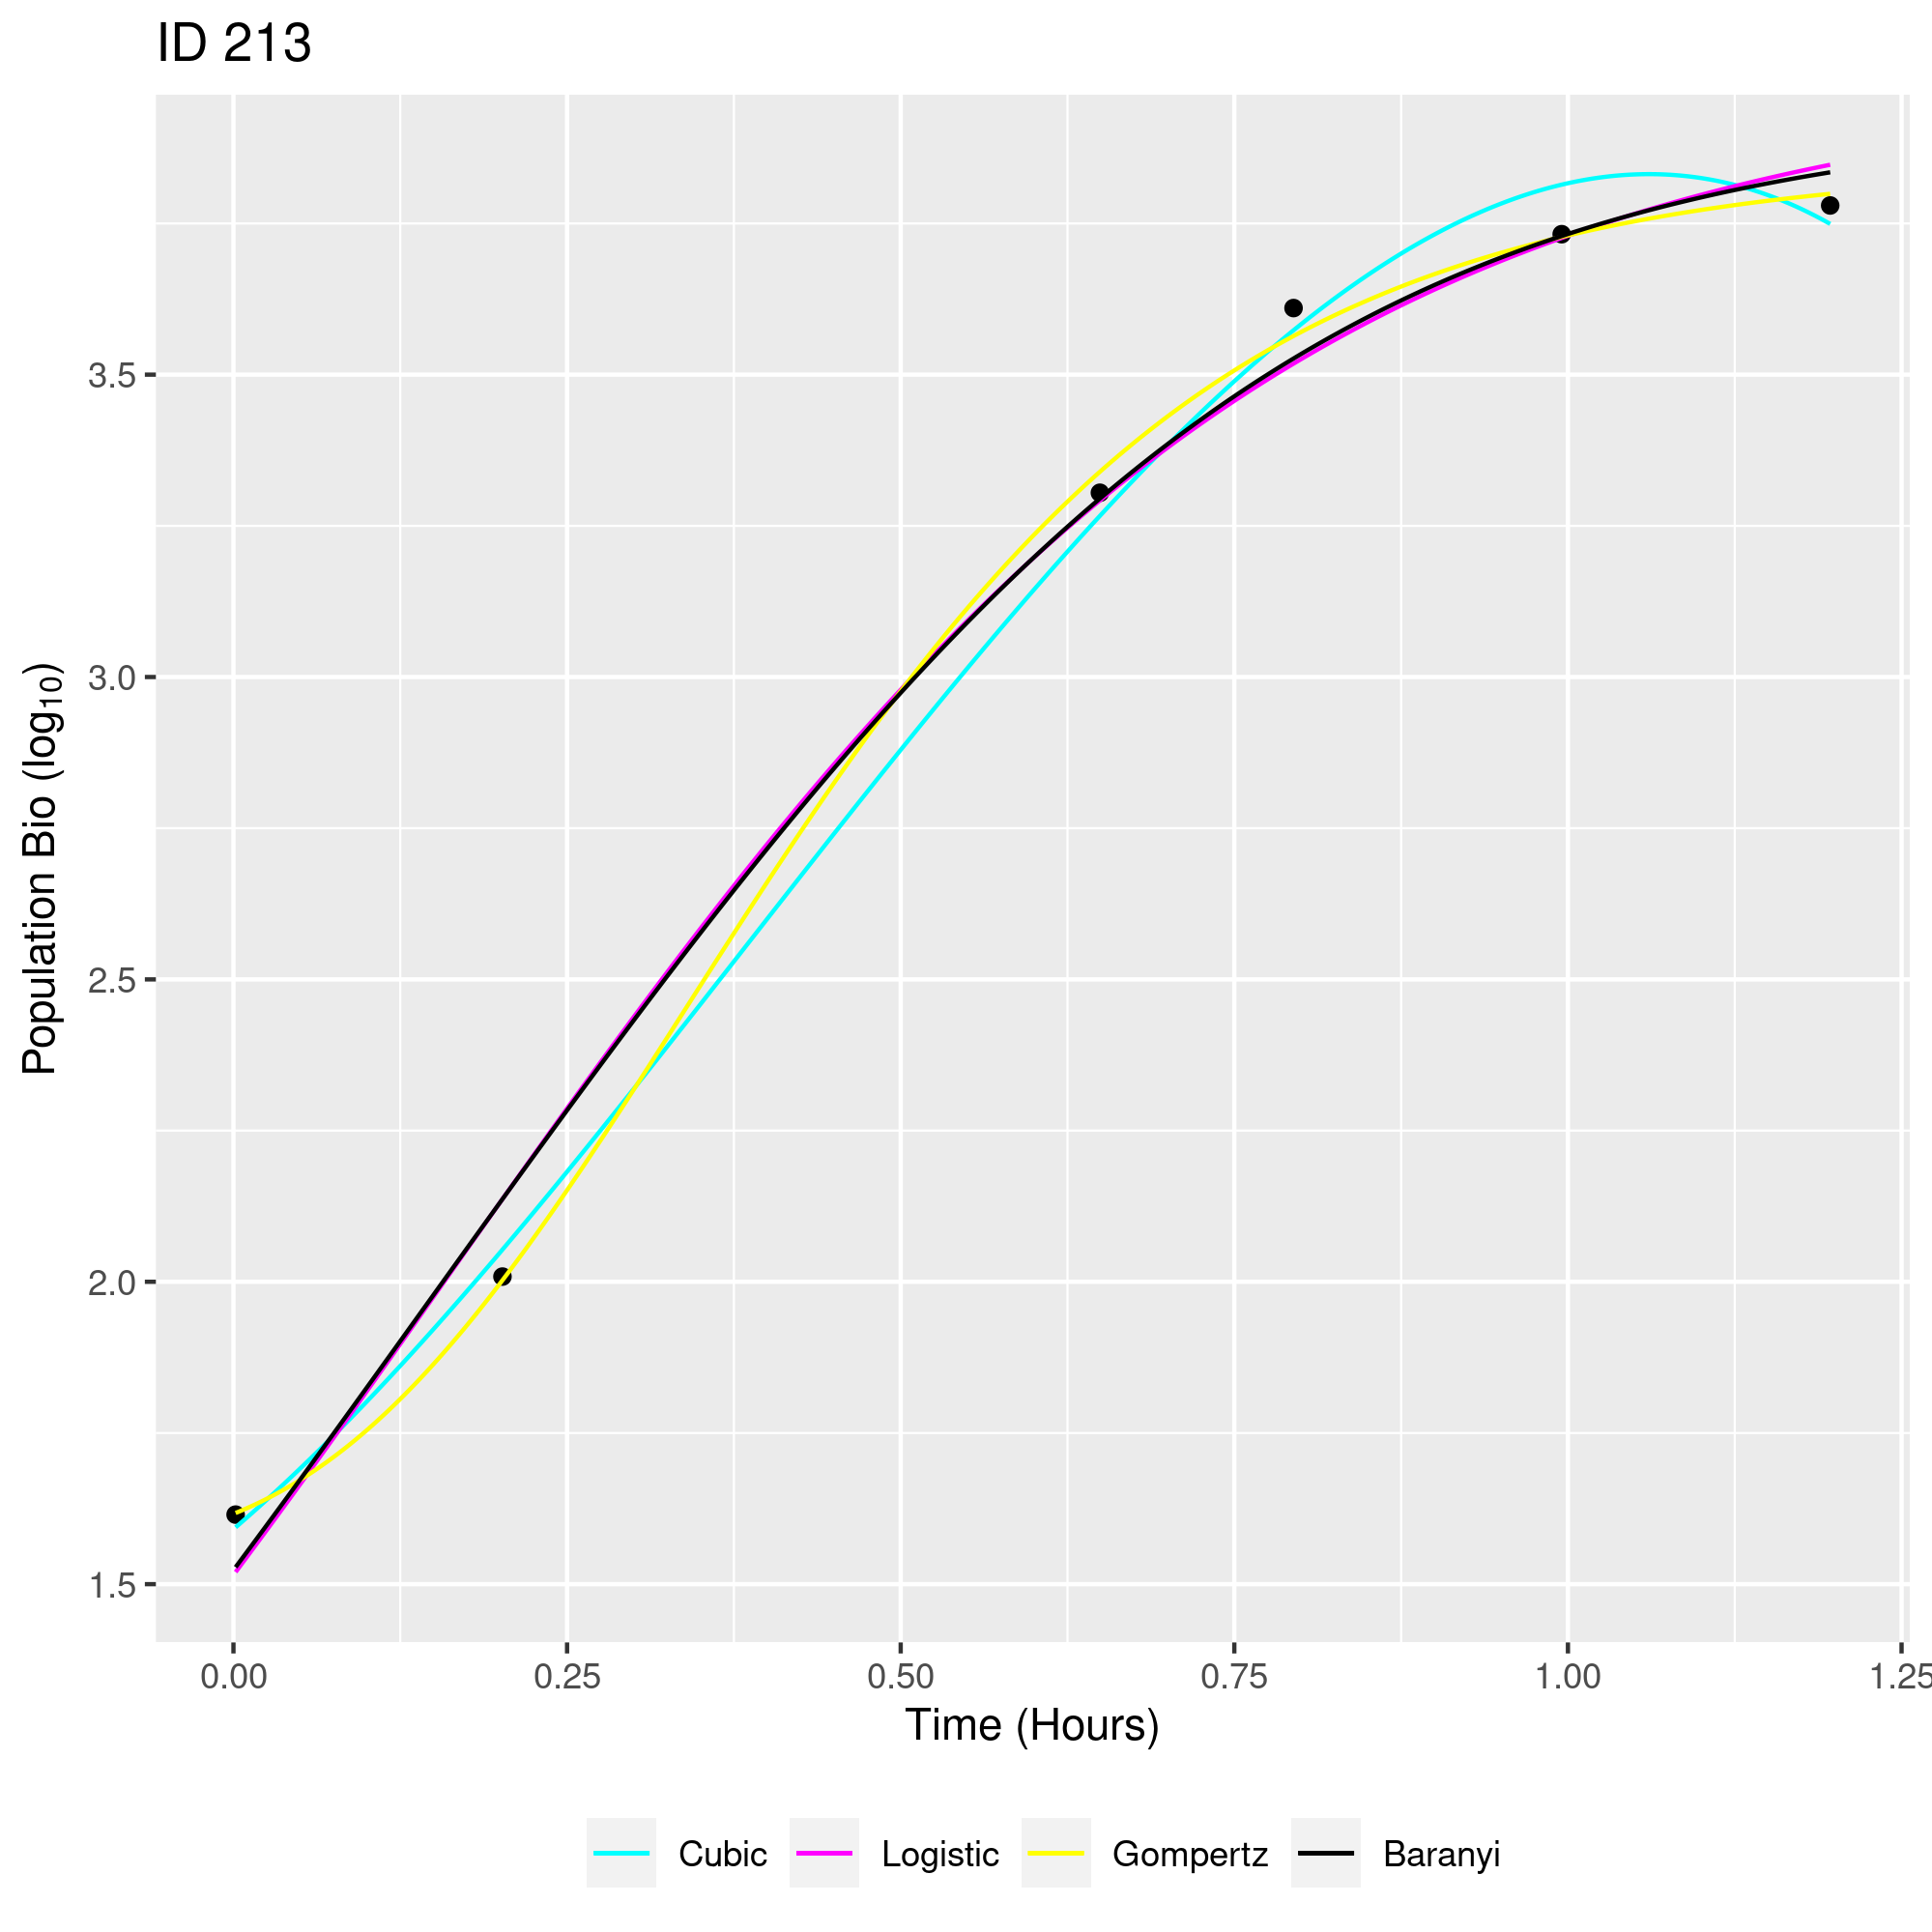 ID 213
Population Bio (log₁₀)
3.5
3.0
2.5
2.0
1.5
0.00 0.25 0.50 0.75 1.00 1.25
Time (Hours)
Cubic Logistic Gompertz Baranyi